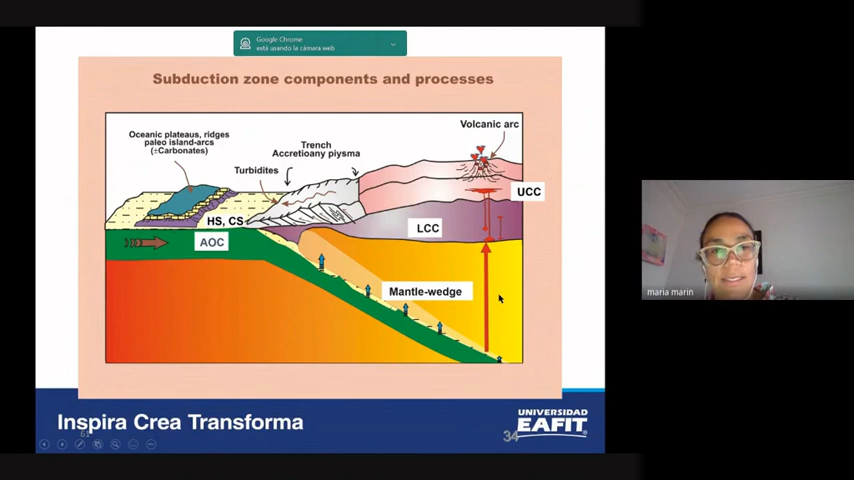 Google Chrome
está usando la cámara web
Subduction zone components and processes
Volcanic arc
Oceanic plateaus, ridges
paleo island-arcs
(±Carbonates)
Trench
Accretioany piysma
Turbidites
UCC
HS, CS
LCC
AOC
Mantle-wedge
maria marin
Inspira Crea Transforma
UNIVERSIDAD
EAFIT
34